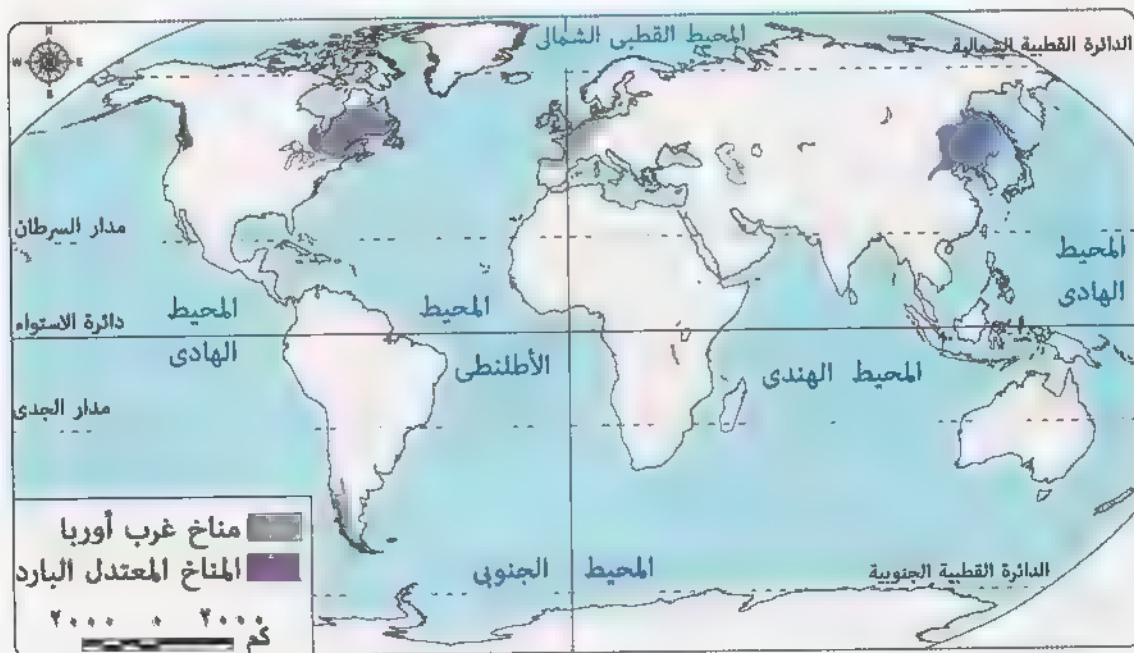 N
W E
S
المحيط القطبى الشمالى
الدائرة القطبية الشمالية
مدار السرطان
المحيط
الهادى
دائرة الاستواء
المحيط
الهادى
المحيط
الأطلنطى
المحيط الهندى
مدار الجدى
المحيط الجنوبى
الدائرة القطبية الجنوبية
مناخ غرب أوربا
المناخ المعتدل البارد
٢٠٠٠ ٠ ٢٠٠٠
كم